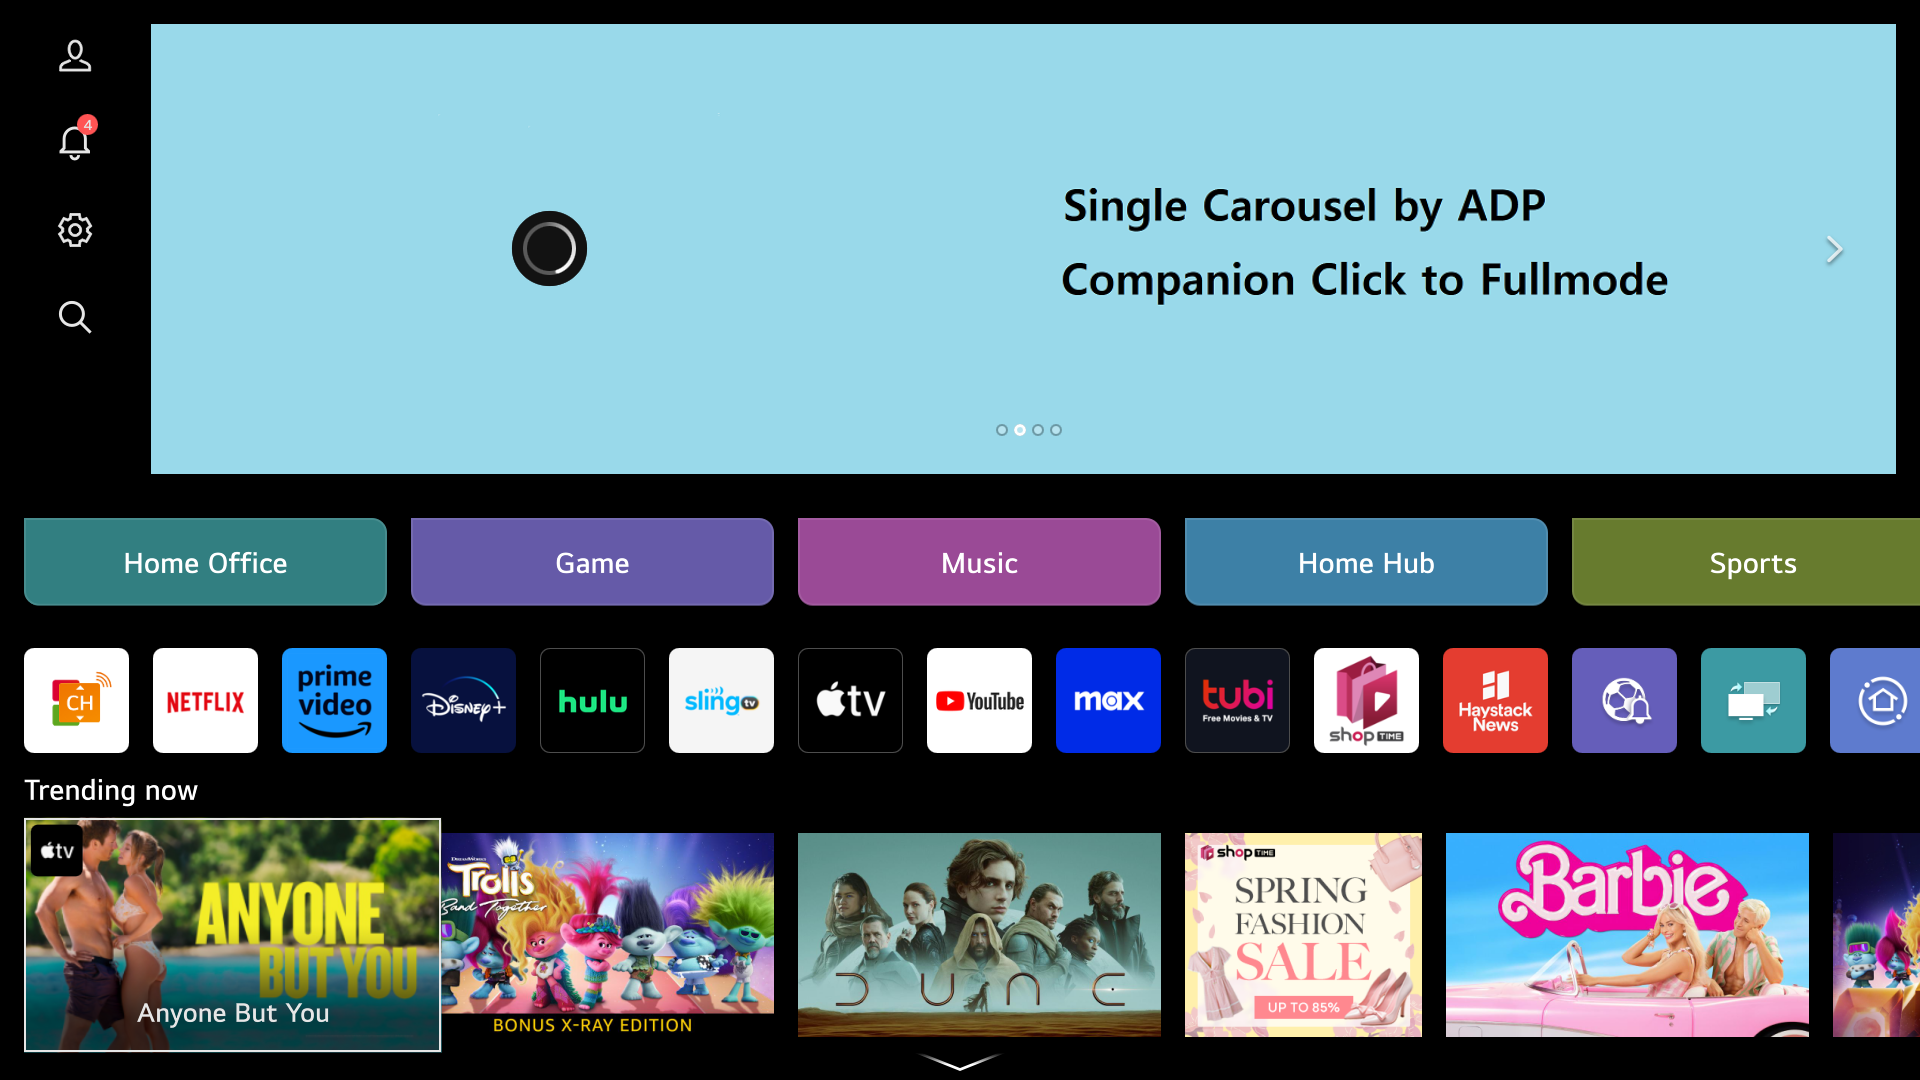 4
Single Carousel by ADP
Companion Click to Fullmode
Home Office
Game
Music
Home Hub
Sports
CH
NETFLIX
prime
video
Disney+
hulu
sling tv
tv
YouTube
max
tubi
Free Movies & TV
shop TIME
Haystack
News
Trending now
tv
ANYONE
BUT YOU
Anyone But You
DREAMWORKS
Trolls
Band Together
BONUS X-RAY EDITION
DUNE
shop TIME
SPRING
FASHION
SALE
UP TO 85%
Barbie